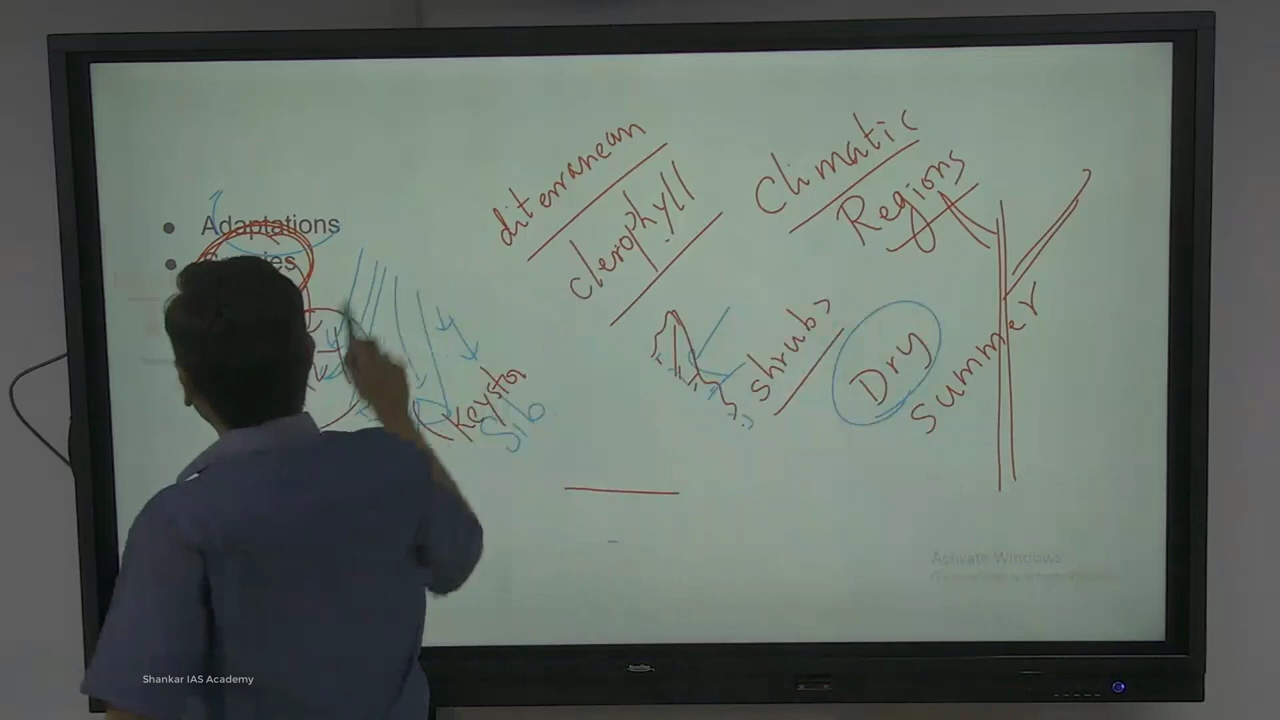 • Adaptations
•
diterranean
clerophyll
Climatic
Regions
shrubs
Dry
Summer
Keyston
Activate Windows
Shankar IAS Academy